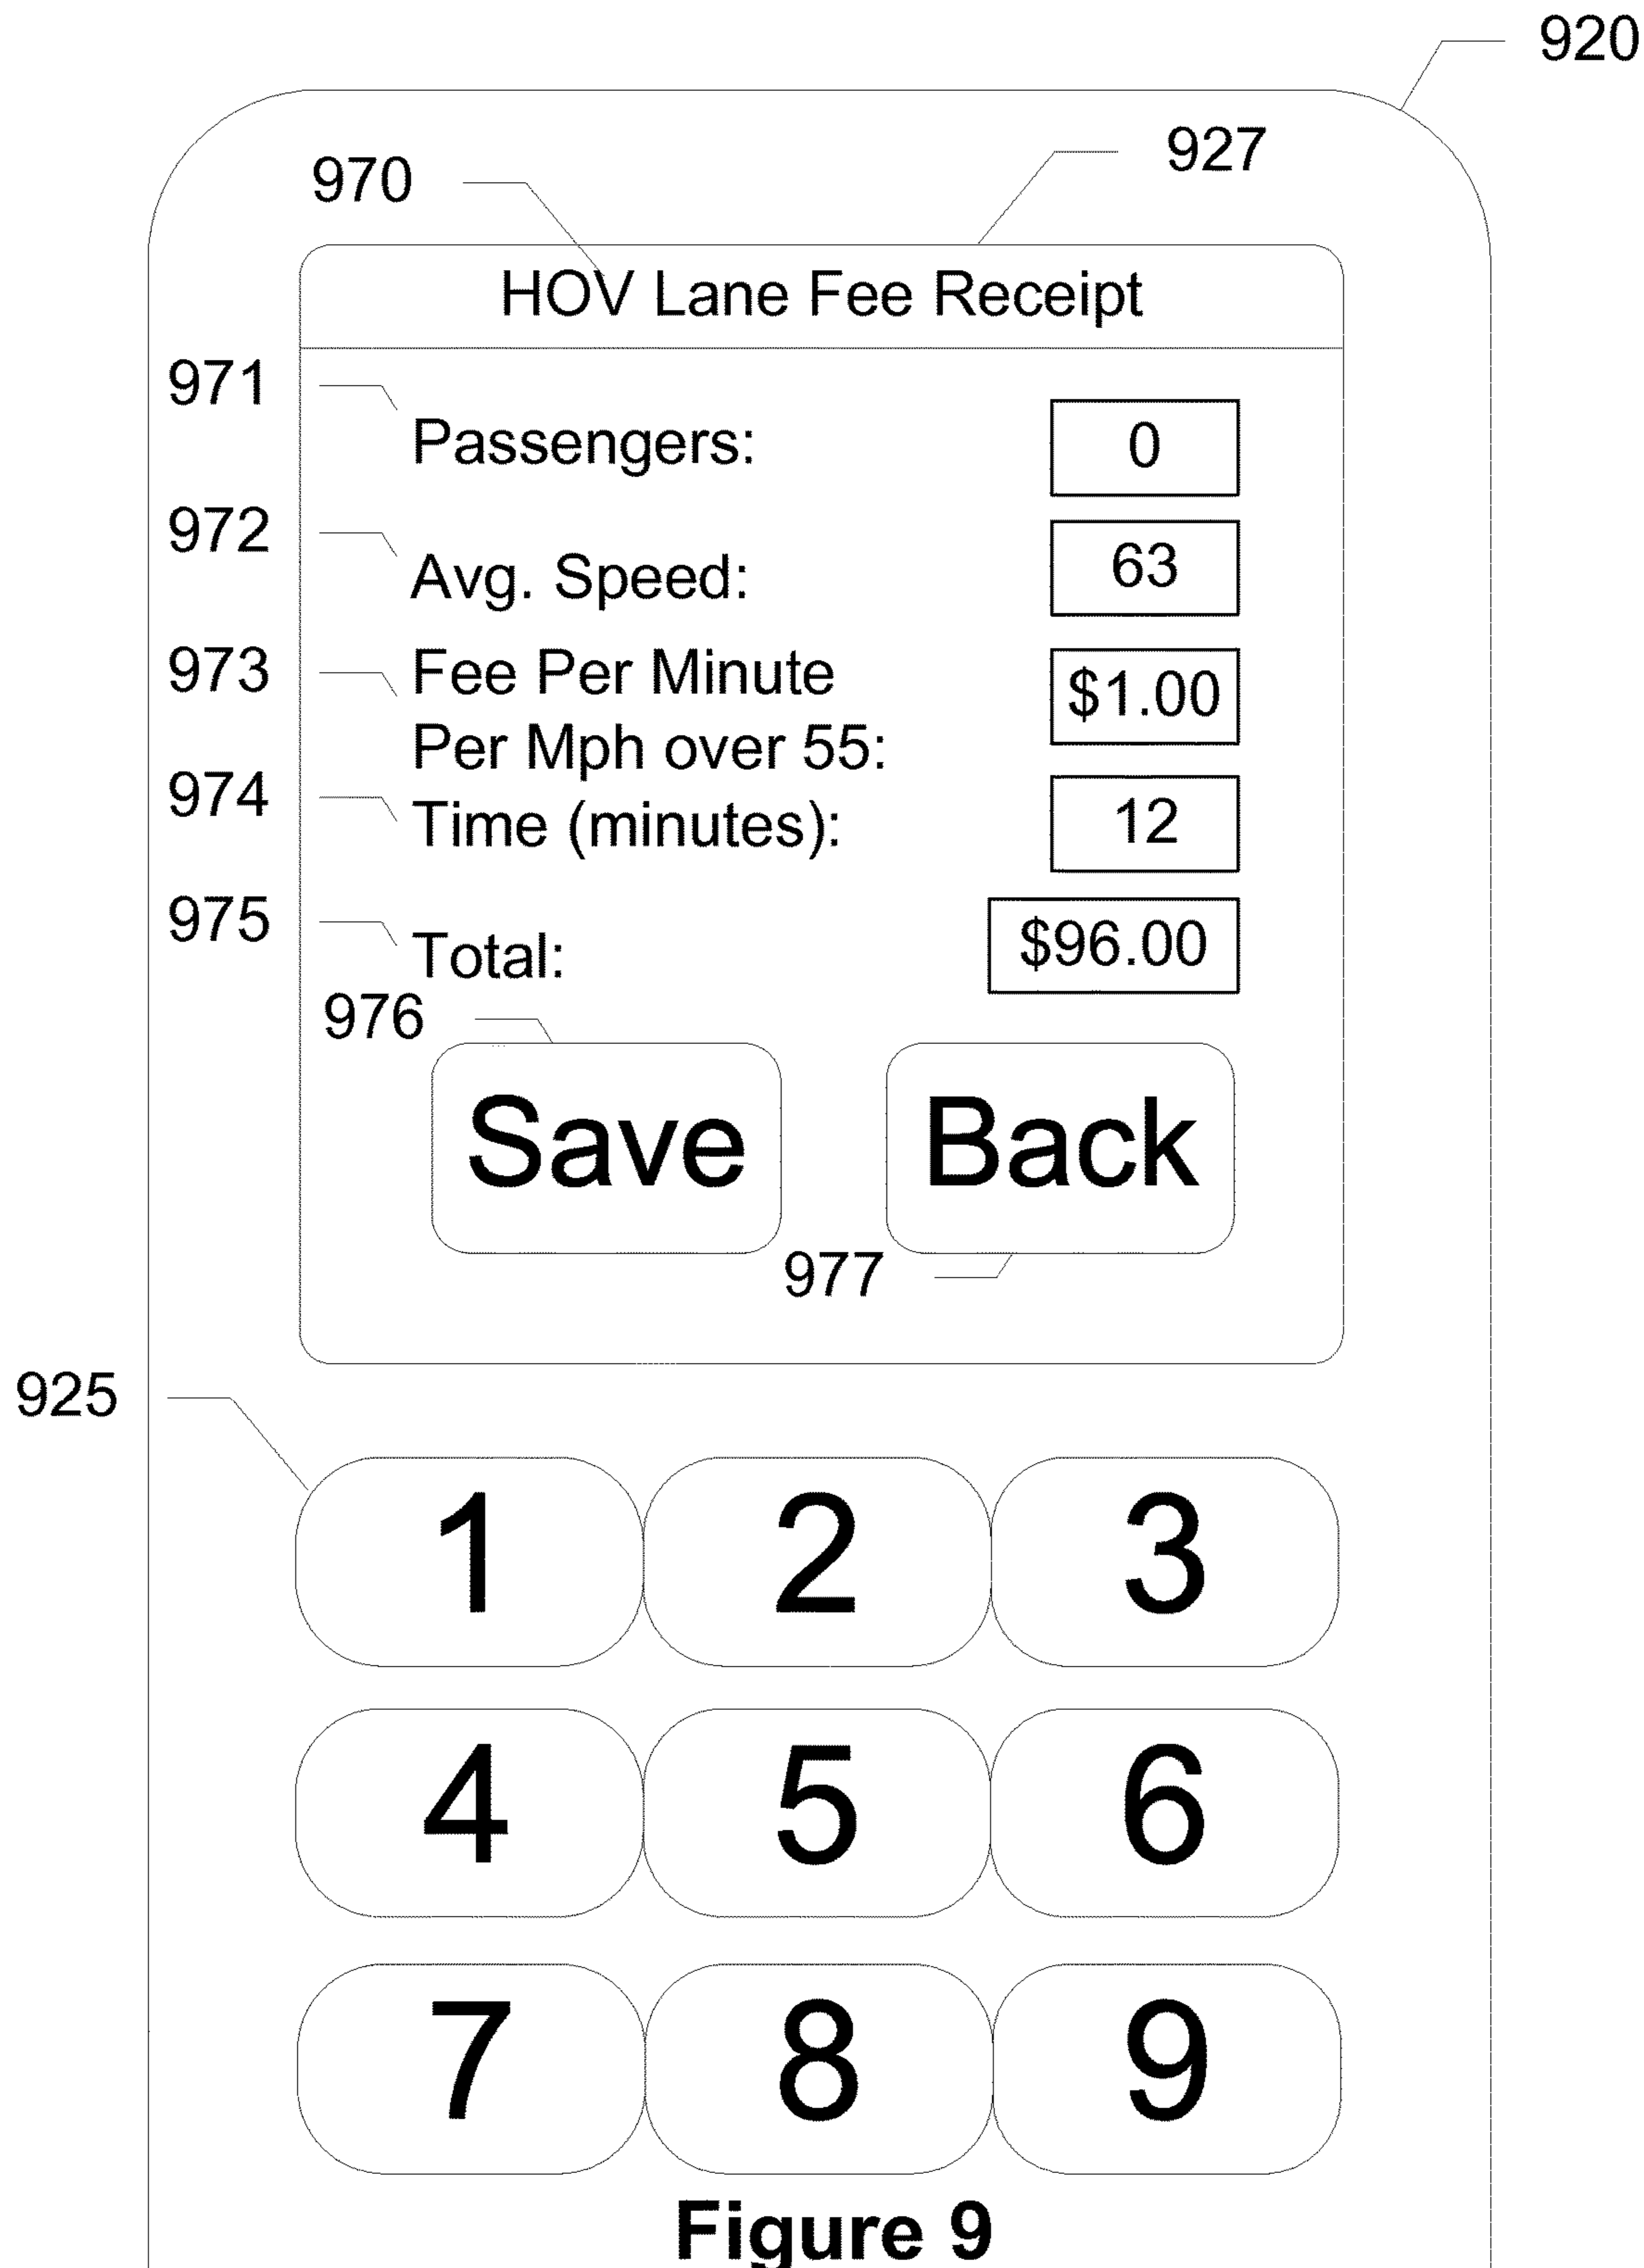 920
927
970
HOV Lane Fee Receipt
971
Passengers: 0
972
Avg. Speed: 63
973
Fee Per Minute $1.00
Per Mph over 55:
974
Time (minutes): 12
975
Total: $96.00
976
Save Back
977
925
1 2 3
4 5 6
7 8 9
Figure 9